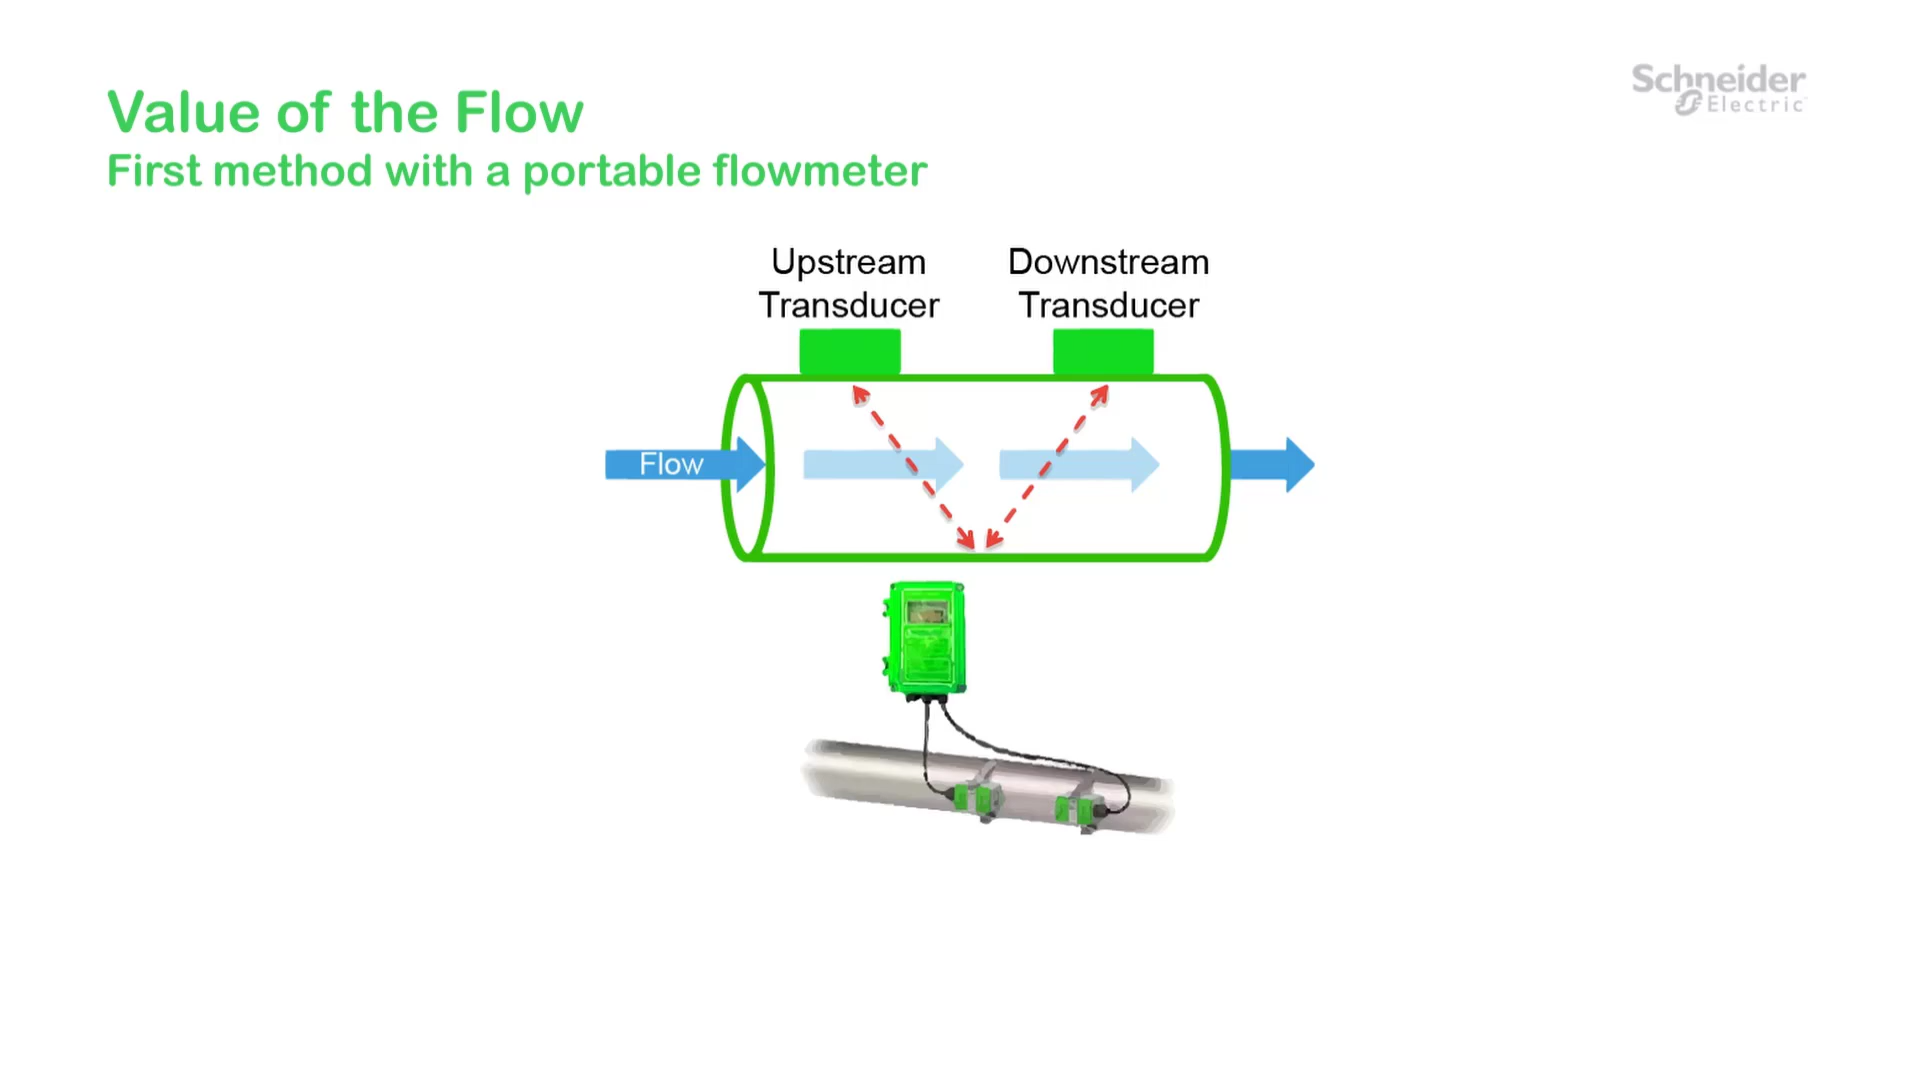 Schneider
Electric
Value of the Flow
First method with a portable flowmeter
Upstream
Transducer
Downstream
Transducer
Flow